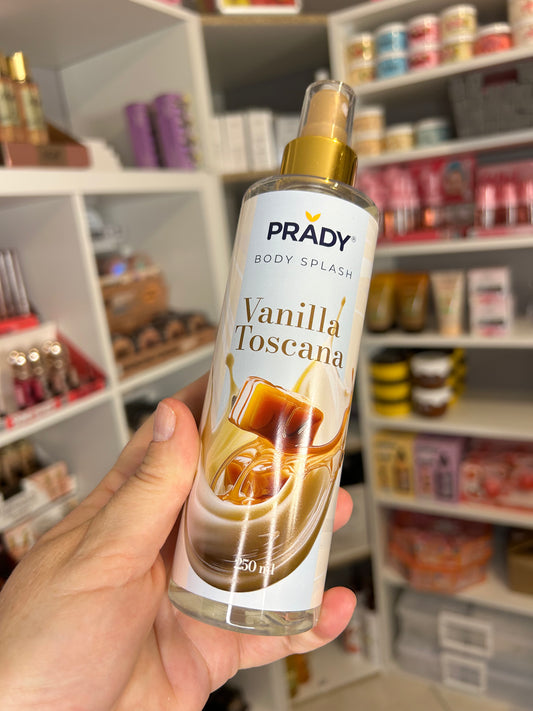 PRADY®
BODY SPLASH
Vanilla
Toscana
250 ml